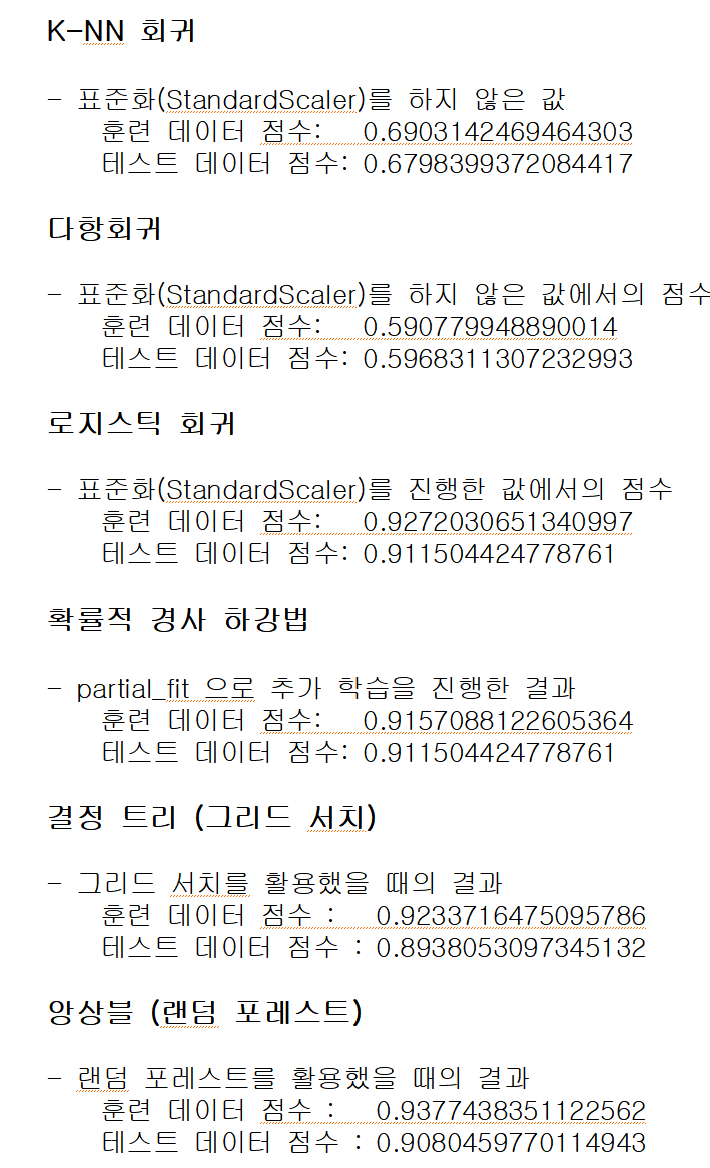 K-NN 회귀
- 표준화(StandardScaler)를 하지 않은 값
훈련 데이터 점수: 0.6903142469464303
테스트 데이터 점수: 0.6798399372084417
다항회귀
- 표준화(StandardScaler)를 하지 않은 값에서의 점수
훈련 데이터 점수: 0.590779948890014
테스트 데이터 점수: 0.5968311307232993
로지스틱 회귀
- 표준화(StandardScaler)를 진행한 값에서의 점수
훈련 데이터 점수: 0.9272030651340997
테스트 데이터 점수: 0.911504424778761
확률적 경사 하강법
- partial_fit 으로 추가 학습을 진행한 결과
훈련 데이터 점수: 0.9157088122605364
테스트 데이터 점수: 0.911504424778761
결정 트리 (그리드 서치)
- 그리드 서치를 활용했을 때의 결과
훈련 데이터 점수 : 0.9233716475095786
테스트 데이터 점수 : 0.8938053097345132
앙상블 (랜덤 포레스트)
- 랜덤 포레스트를 활용했을 때의 결과
훈련 데이터 점수 : 0.9377438351122562
테스트 데이터 점수 : 0.9080459770114943